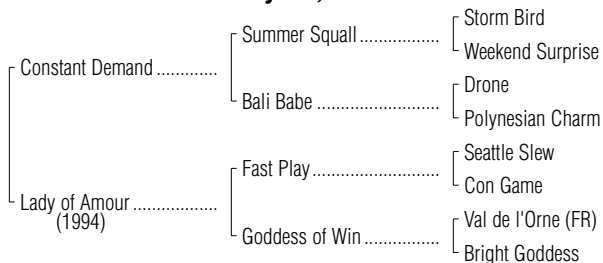 Storm Bird
Summer Squall
Weekend Surprise
Constant Demand
Drone
Bali Babe
Polynesian Charm
Seattle Slew
Fast Play
Con Game
Lady of Amour
(1994)
Val de l'Orne (FR)
Goddess of Win
Bright Goddess